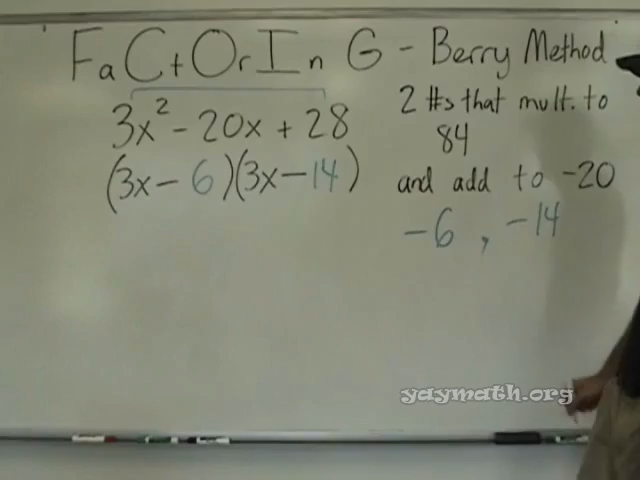 FaCtOrInG - Berry Method
3x² - 20x + 28
(3x - 6)(3x - 14)
2 #s that mult. to
84
and add to -20
-6, -14
yaymath.org